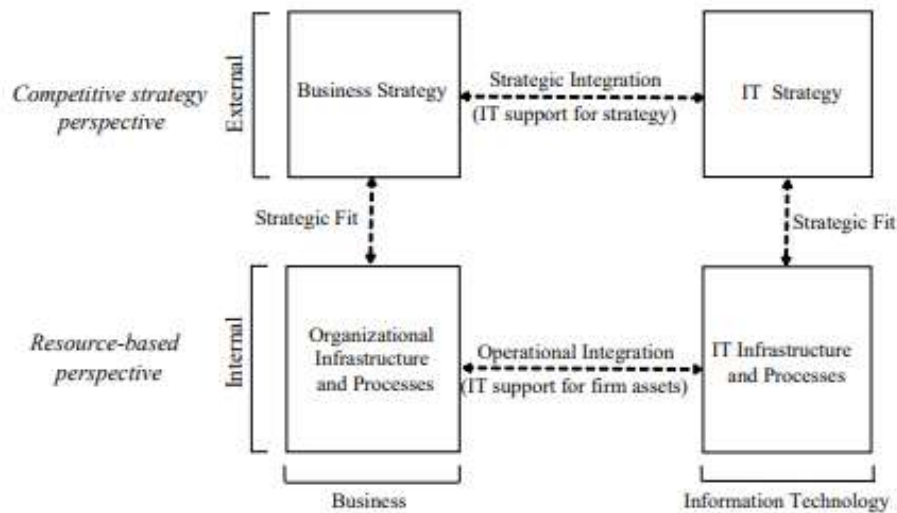 External
Competitive strategy
perspective
Business Strategy
Strategic Integration
(IT support for strategy)
IT Strategy
Strategic Fit
Strategic Fit
Internal
Resource-based
perspective
Organizational
Infrastructure
and Processes
Operational Integration
(IT support for firm assets)
IT Infrastructure
and Processes
Business
Information Technology